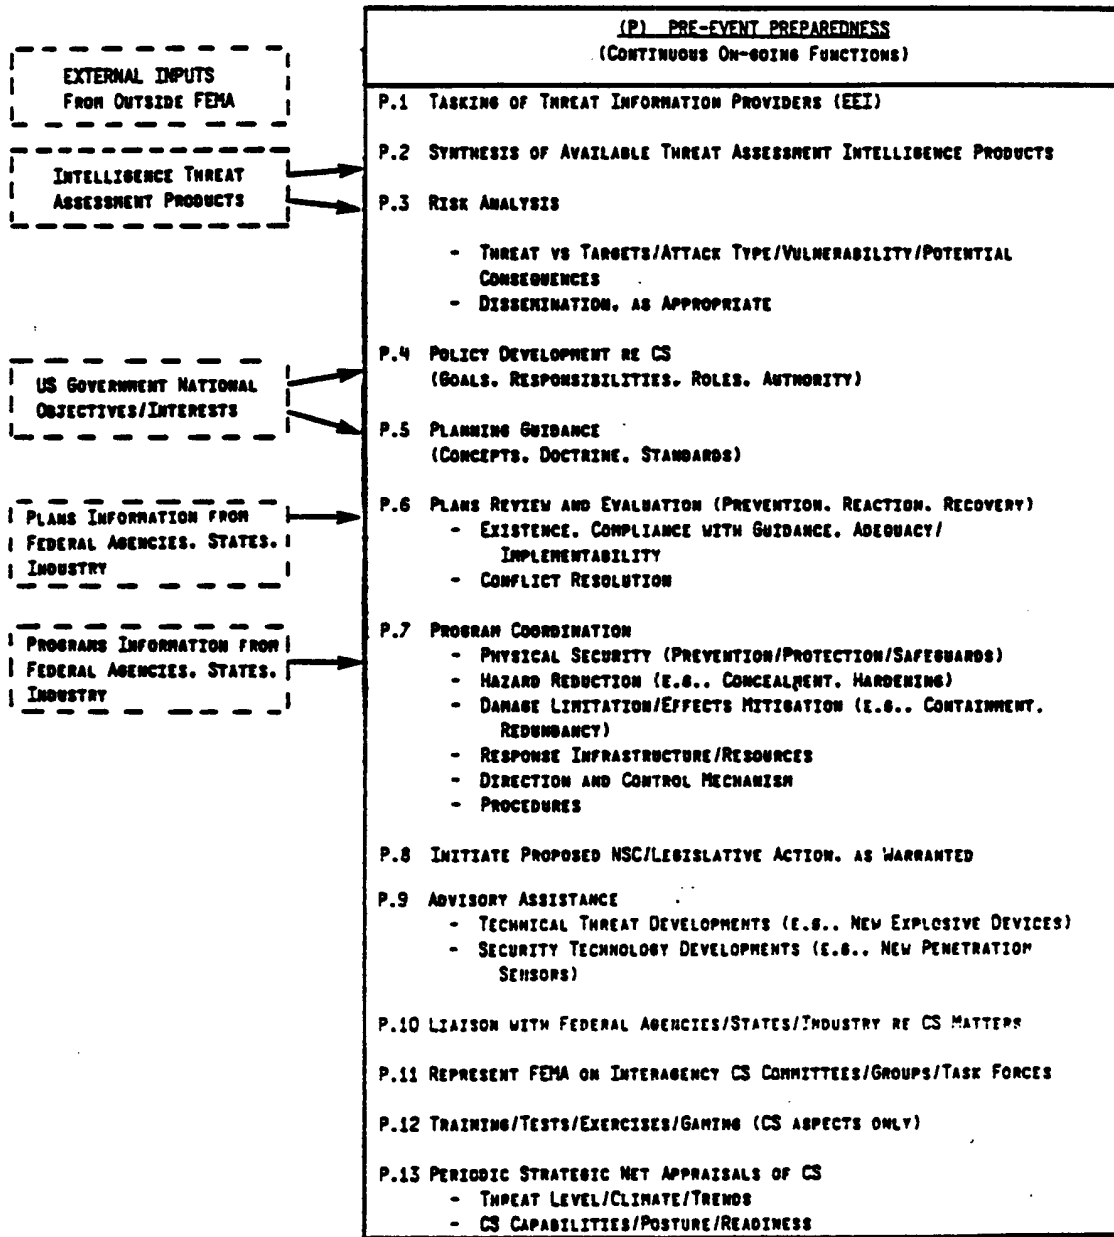 EXTERNAL INPUTS
FROM OUTSIDE FEMA
INTELLIGENCE THREAT
ASSESSMENT PRODUCTS
US GOVERNMENT NATIONAL
OBJECTIVES/INTERESTS
PLANS INFORMATION FROM
FEDERAL AGENCIES, STATES,
INDUSTRY
PROGRAMS INFORMATION FROM
FEDERAL AGENCIES, STATES,
INDUSTRY
(P) PRE-EVENT PREPAREDNESS
(CONTINUOUS ON-GOING FUNCTIONS)
P.1 TASKING OF THREAT INFORMATION PROVIDERS (EEI)
P.2 SYNTHESIS OF AVAILABLE THREAT ASSESSMENT INTELLIGENCE PRODUCTS
P.3 RISK ANALYSIS
- THREAT VS TARGETS/ATTACK TYPE/VULNERABILITY/POTENTIAL
CONSEQUENCES
- DISSEMINATION, AS APPROPRIATE
P.4 POLICY DEVELOPMENT RE CS
(GOALS, RESPONSIBILITIES, ROLES, AUTHORITY)
P.5 PLANNING GUIDANCE
(CONCEPTS, DOCTRINE, STANDARDS)
P.6 PLANS REVIEW AND EVALUATION (PREVENTION, REACTION, RECOVERY)
- EXISTENCE, COMPLIANCE WITH GUIDANCE, ADEQUACY/
IMPLEMENTABILITY
- CONFLICT RESOLUTION
P.7 PROGRAM COORDINATION
- PHYSICAL SECURITY (PREVENTION/PROTECTION/SAFEGUARDS)
- HAZARD REDUCTION (E.G., CONCEALMENT, HARDENING)
- DAMAGE LIMITATION/EFFECTS MITIGATION (E.G., CONTAINMENT,
REDUNDANCY)
- RESPONSE INFRASTRUCTURE/RESOURCES
- DIRECTION AND CONTROL MECHANISM
- PROCEDURES
P.8 INITIATE PROPOSED NSC/LEGISLATIVE ACTION, AS WARRANTED
P.9 ADVISORY ASSISTANCE
- TECHNICAL THREAT DEVELOPMENTS (E.G., NEW EXPLOSIVE DEVICES)
- SECURITY TECHNOLOGY DEVELOPMENTS (E.G., NEW PENETRATION
SENSORS)
P.10 LIAISON WITH FEDERAL AGENCIES/STATES/INDUSTRY RE CS MATTERS
P.11 REPRESENT FEMA ON INTERAGENCY CS COMMITTEES/GROUPS/TASK FORCES
P.12 TRAINING/TESTS/EXERCISES/GAMING (CS ASPECTS ONLY)
P.13 PERIODIC STRATEGIC NET APPRAISALS OF CS
- THREAT LEVEL/CLIMATE/TRENDS
- CS CAPABILITIES/POSTURE/READINESS